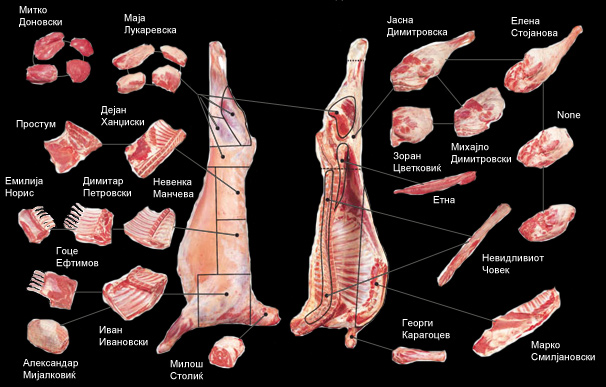 Митко
Доновски
Маја
Лукаревска
Јасна
Димитровска
Елена
Стојанова
Дејан
Ханџиски
Простум
None
Зоран
Цветковиќ
Михајло
Димитровски
Емилија
Норис
Димитар
Петровски
Невенка
Манчева
Етна
Гоце
Ефтимов
Невидливиот
Човек
Иван
Ивановски
Георги
Карагоцев
Александар
Мијалковиќ
Милош
Столиќ
Марко
Смилјановски